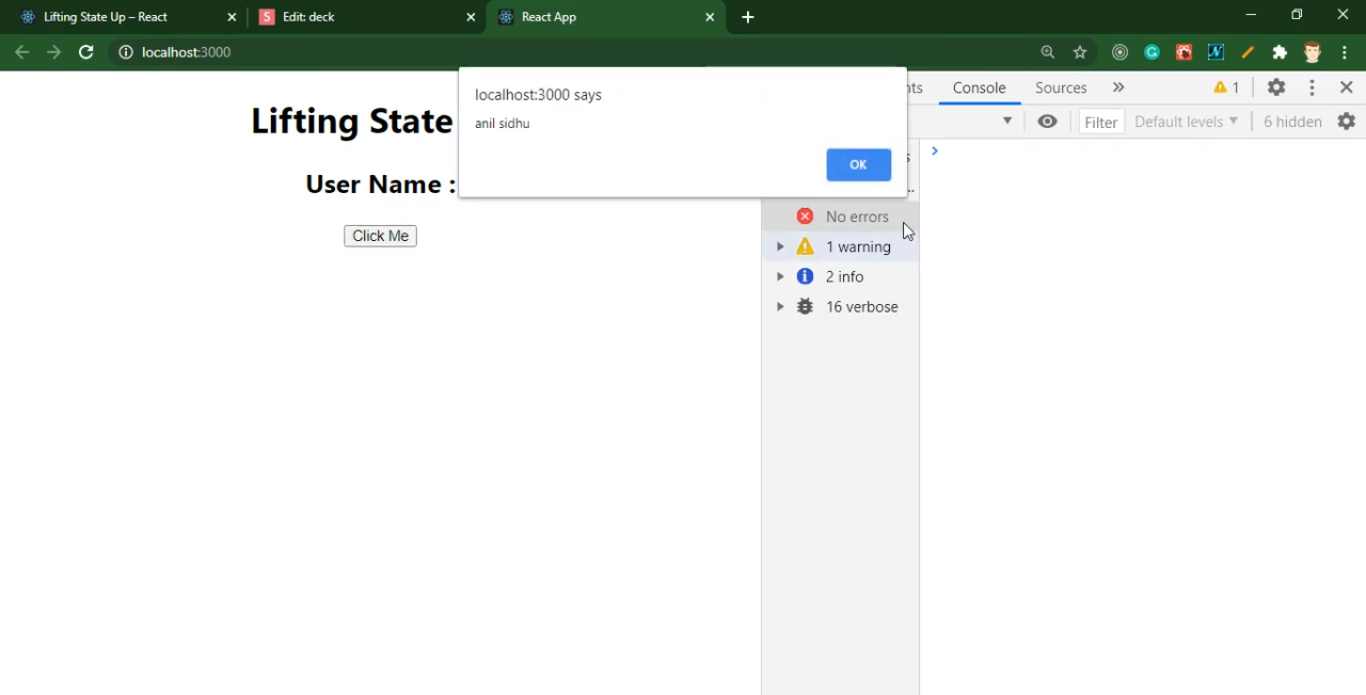 Lifting State Up – React
Edit: deck
React App
localhost:3000
localhost:3000 says
anil sidhu
OK
Lifting State
User Name :
Click Me
Console
Sources
1
Filter
Default levels
6 hidden
No errors
1 warning
2 info
16 verbose